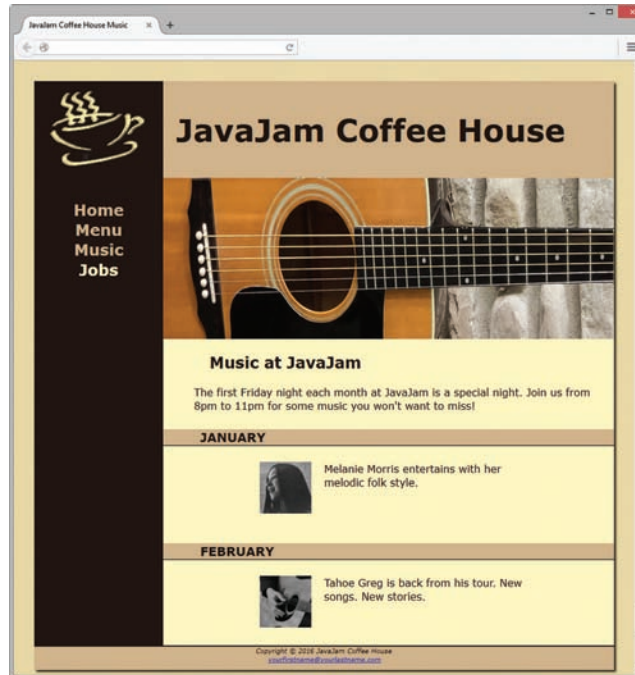 JavaJam Coffee House Music
JavaJam Coffee House
Home
Menu
Music
Jobs
Music at JavaJam
The first Friday night each month at JavaJam is a special night. Join us from
8pm to 11pm for some music you won't want to miss!
JANUARY
Melanie Morris entertains with her
melodic folk style.
FEBRUARY
Tahoe Greg is back from his tour. New
songs. New stories.
Copyright © 2016 JavaJam Coffee House
yourfirstname@yourlastname.com